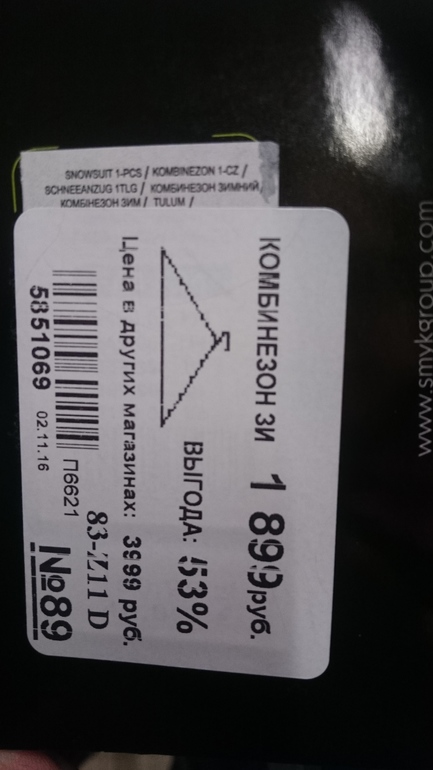 SNOWSUIT 1-PCS / KOMBINEZON 1-CZ /
SCHNEEANZUG 1TLG / КОМБИНЕЗОН ЗИМНИЙ/
КОМБІНЕЗОН ЗИМ / TULUM /
КОМБИНЕЗОН ЗИ
1 899руб.
ВЫГОДА: 53%
Цена в других магазинах: 3999 руб.
83-Z11 D
П6621
5851069
02.11.16
№89
www.smykgroup.com